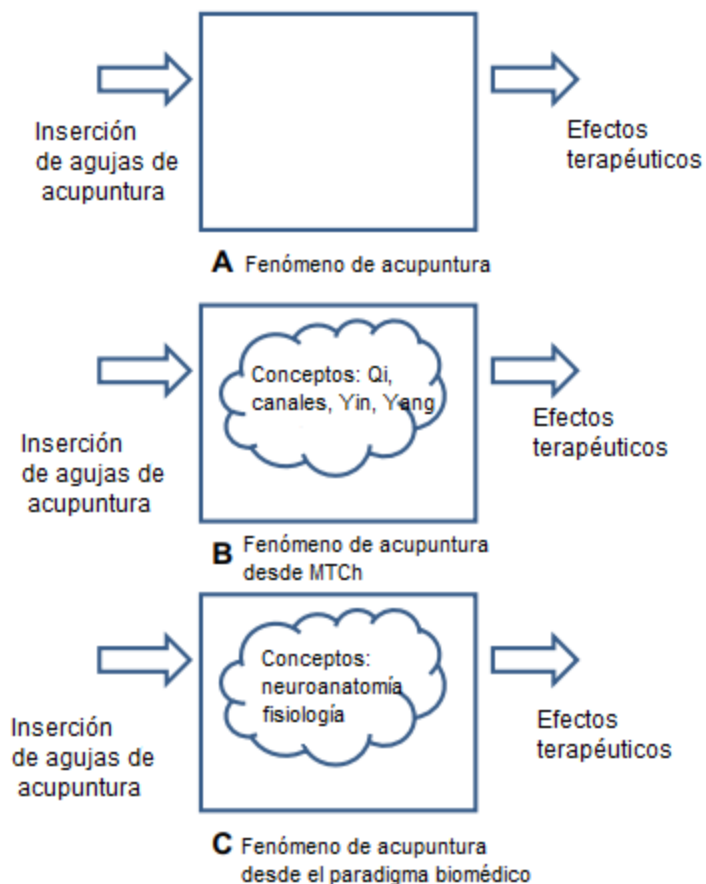 Inserción
de agujas de
acupuntura
Efectos
terapéuticos
A Fenómeno de acupuntura
Conceptos: Qi,
canales, Yin, Yang
Inserción
de agujas de
acupuntura
Efectos
terapéuticos
B Fenómeno de acupuntura
desde MTCh
Conceptos:
neuroanatomía
fisiología
Inserción
de agujas de
acupuntura
Efectos
terapéuticos
C Fenómeno de acupuntura
desde el paradigma biomédico